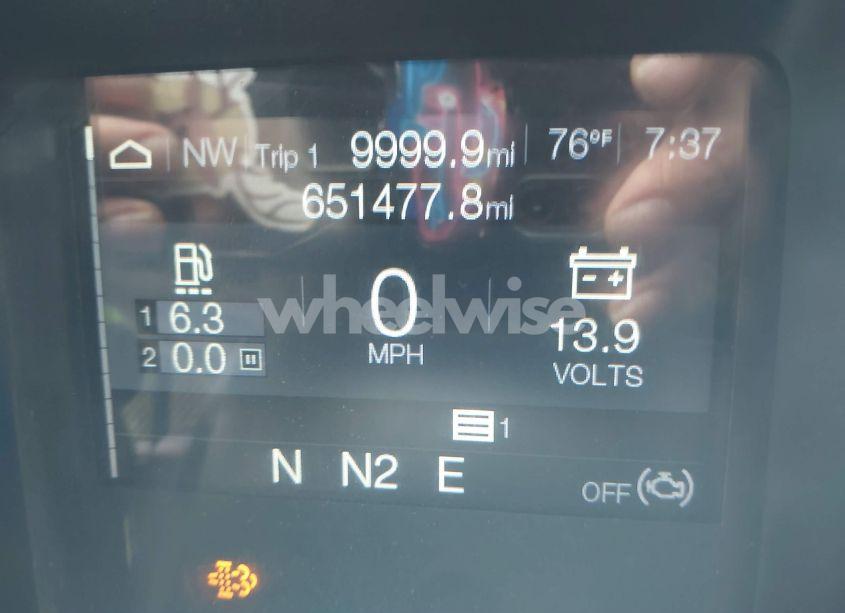 NW Trip 1 9999.9mi 76°F 7:37
651477.8mi
1 6.3
2 0.0
0
MPH
- +
13.9
VOLTS
wheelwise
1
N N2 E
OFF